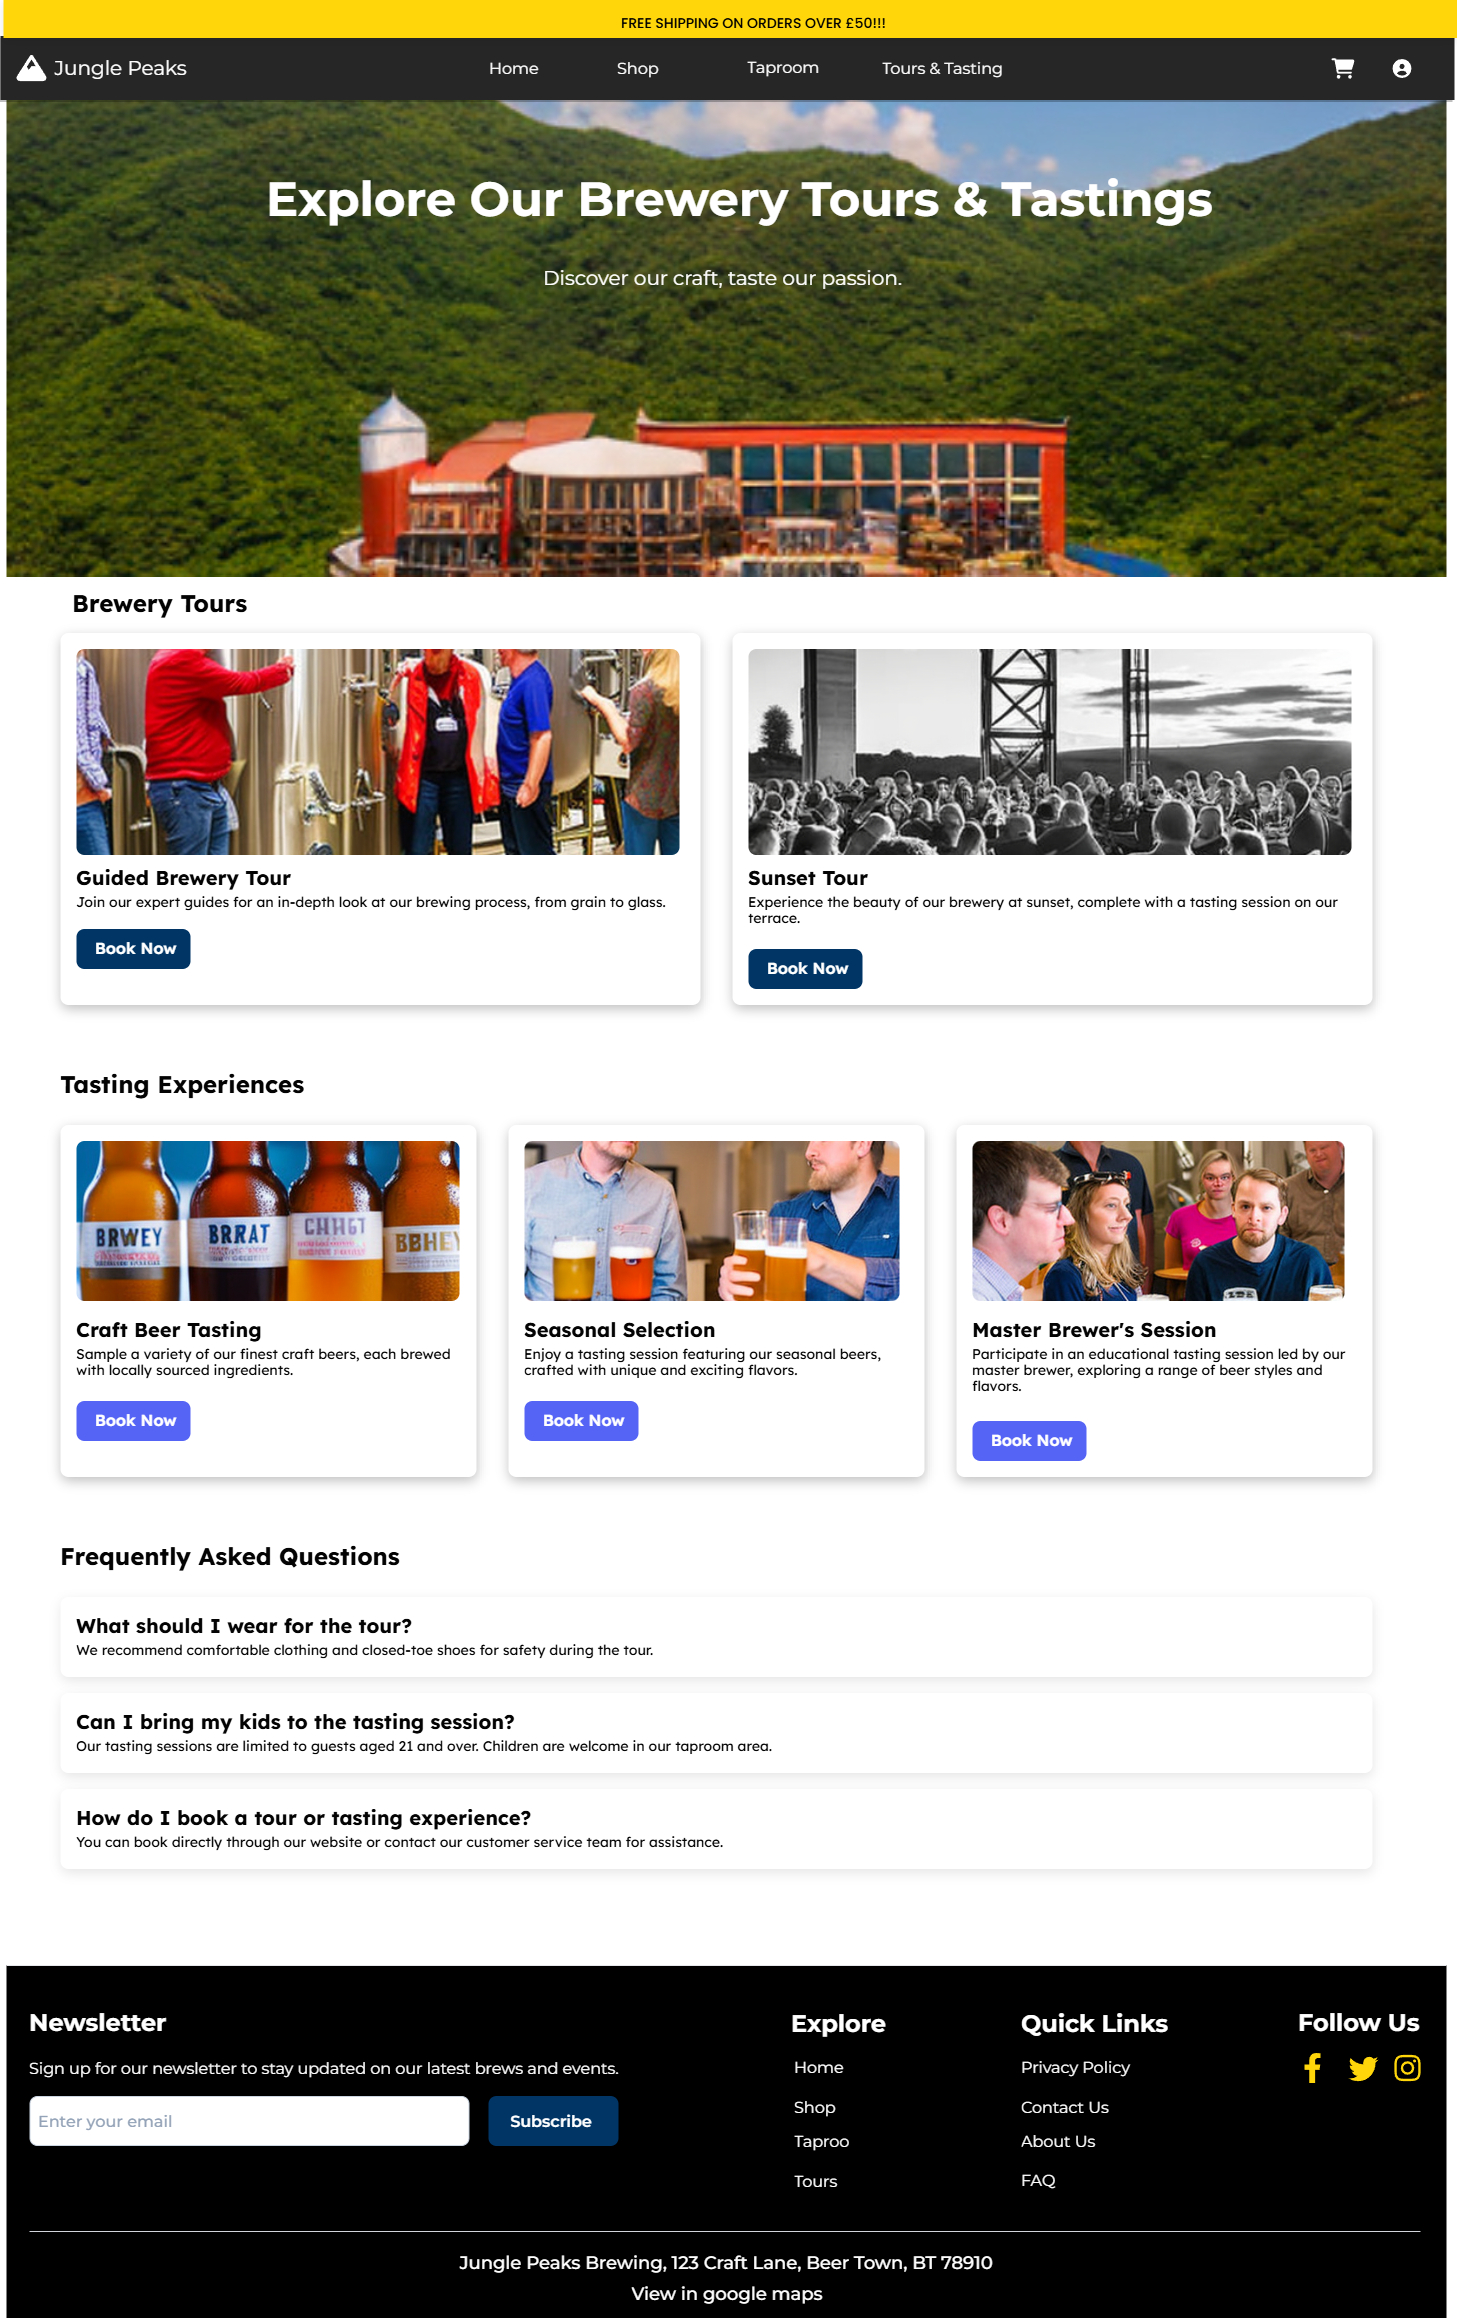 FREE SHIPPING ON ORDERS OVER £50!!!
Jungle Peaks
Home
Shop
Taproom
Tours & Tasting
Explore Our Brewery Tours & Tastings
Discover our craft, taste our passion.
Brewery Tours
Guided Brewery Tour
Join our expert guides for an in-depth look at our brewing process, from grain to glass.
Book Now
Sunset Tour
Experience the beauty of our brewery at sunset, complete with a tasting session on our
terrace.
Book Now
Tasting Experiences
BRWEY
BRRAT
Craft Beer Tasting
Sample a variety of our finest craft beers, each brewed
with locally sourced ingredients.
Book Now
Seasonal Selection
Enjoy a tasting session featuring our seasonal beers,
crafted with unique and exciting flavors.
Book Now
Master Brewer's Session
Participate in an educational tasting session led by our
master brewer, exploring a range of beer styles and
flavors.
Book Now
Frequently Asked Questions
What should I wear for the tour?
We recommend comfortable clothing and closed-toe shoes for safety during the tour.
Can I bring my kids to the tasting session?
Our tasting sessions are limited to guests aged 21 and over. Children are welcome in our taproom area.
How do I book a tour or tasting experience?
You can book directly through our website or contact our customer service team for assistance.
Newsletter
Sign up for our newsletter to stay updated on our latest brews and events.
Enter your email
Subscribe
Explore
Home
Shop
Taproo
Tours
Quick Links
Privacy Policy
Contact Us
About Us
FAQ
Follow Us
Jungle Peaks Brewing, 123 Craft Lane, Beer Town, BT 78910
View in google maps